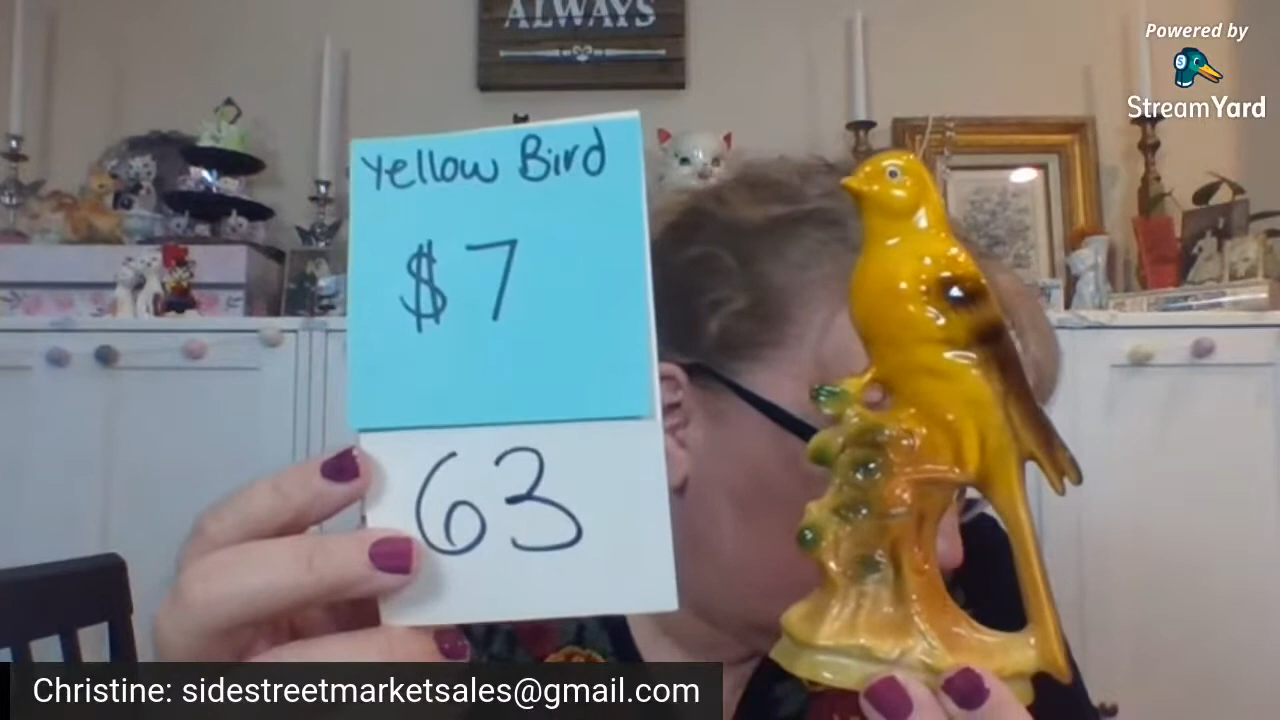 ALWAYS
Powered by
StreamYard
Yellow Bird
$7
63
Christine: sidestreetmarketsales@gmail.com